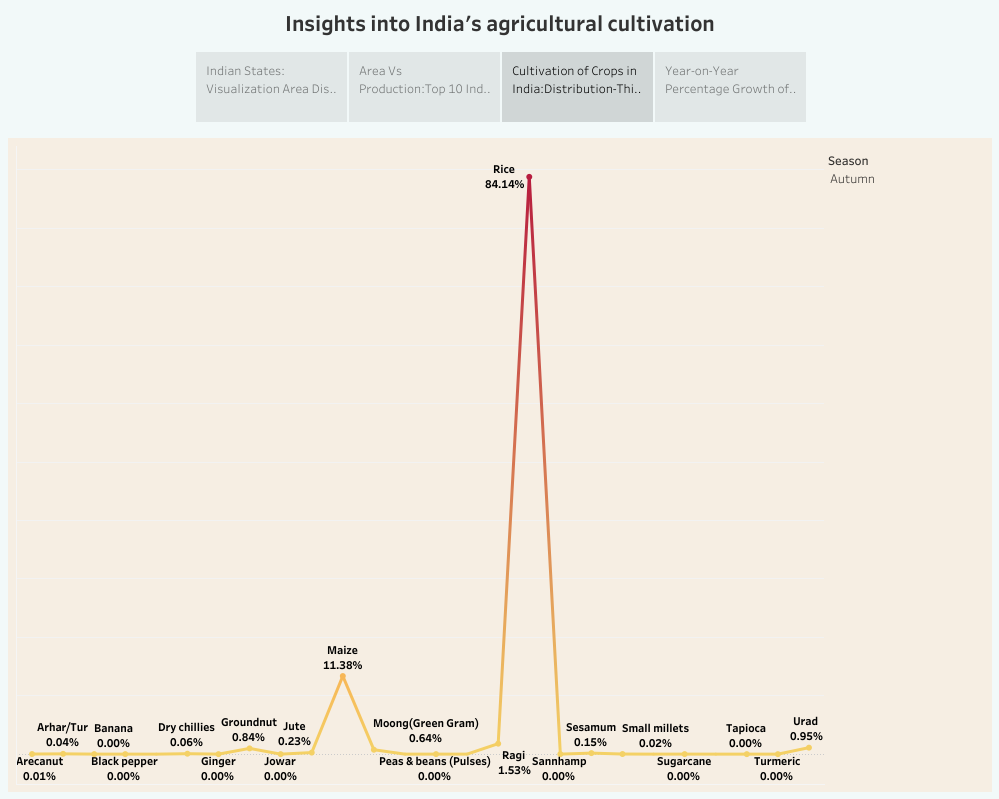 Insights into India's agricultural cultivation
Indian States:
Visualization Area Dis..
Area Vs
Production:Top 10 Ind..
Cultivation of Crops in
India:Distribution-Thi..
Year-on-Year
Percentage Growth of..
Season
Autumn
Rice
84.14%
Maize
11.38%
Arhar/Tur
0.04%
Banana
0.00%
Dry chillies
0.06%
Groundnut
0.84%
Jute
0.23%
Moong(Green Gram)
0.64%
Sesamum
0.15%
Small millets
0.02%
Tapioca
0.00%
Urad
0.95%
Arecanut
0.01%
Black pepper
0.00%
Ginger
0.00%
Jowar
0.00%
Peas & beans (Pulses)
0.00%
Ragi
1.53%
Sannhamp
0.00%
Sugarcane
0.00%
Turmeric
0.00%